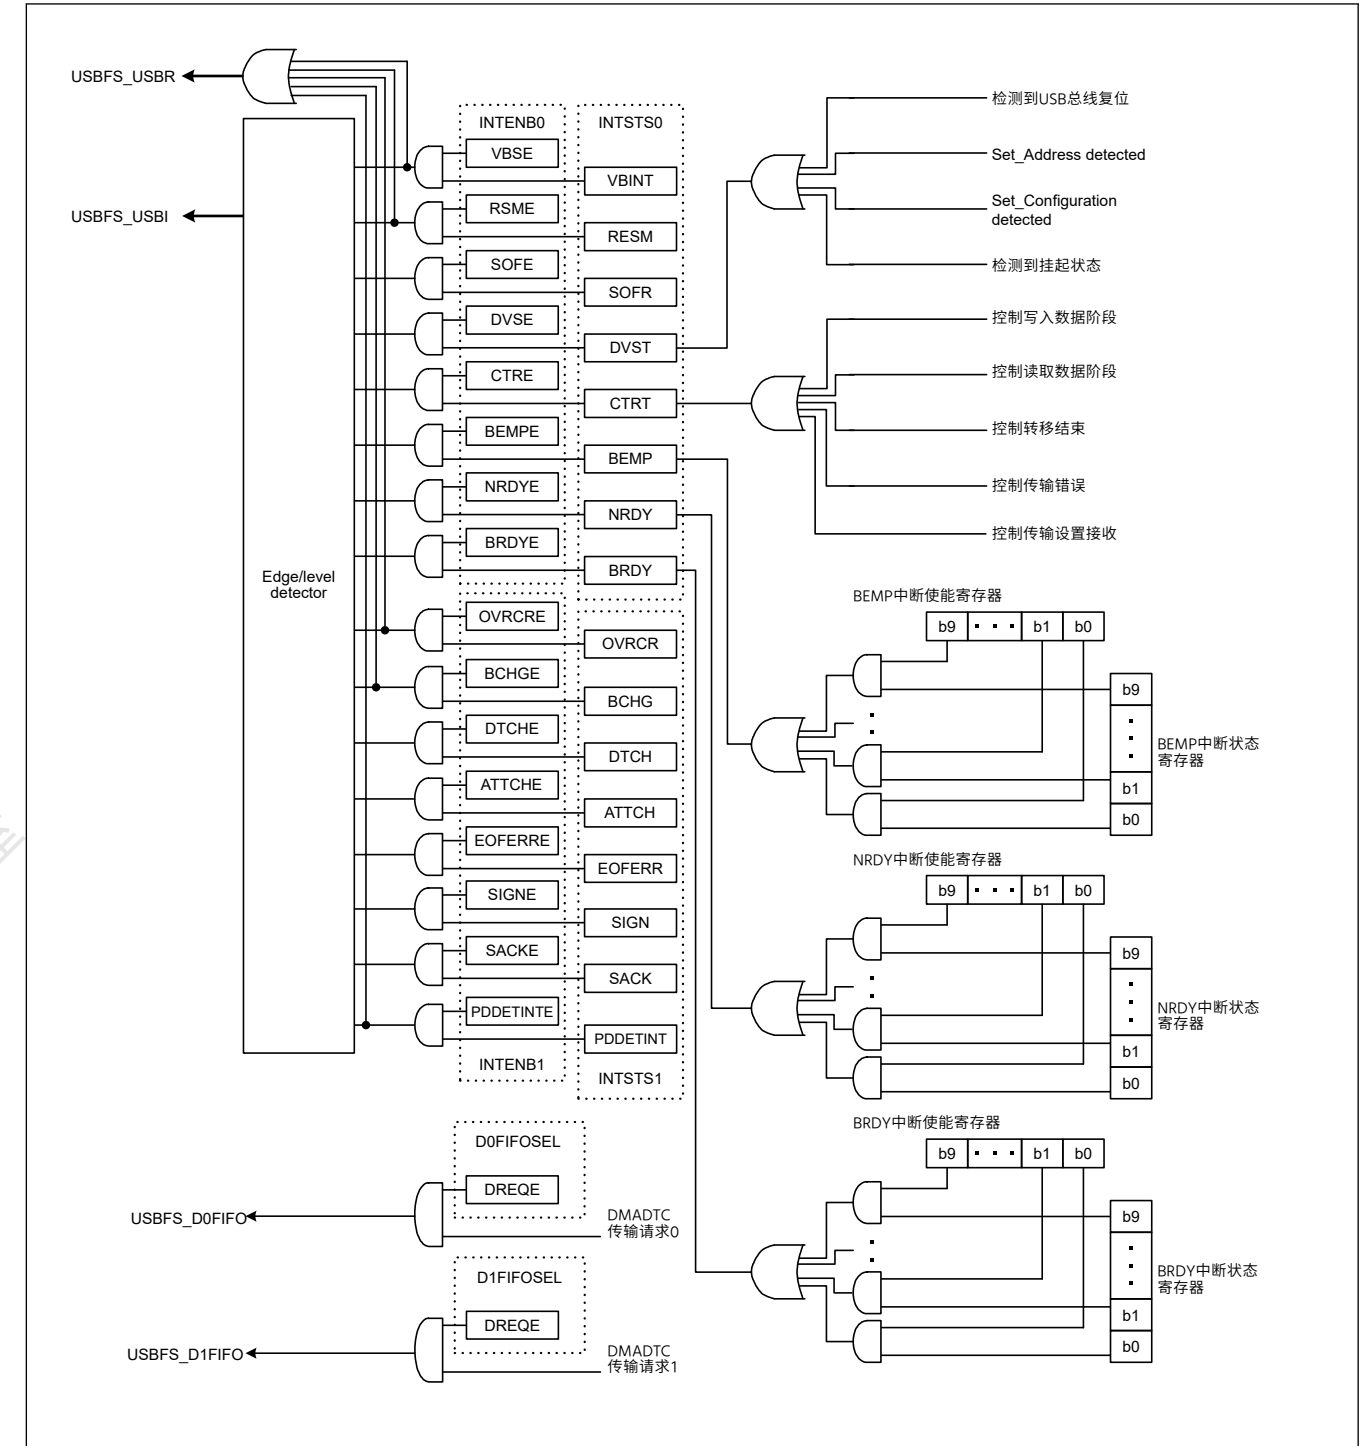 USBFS_USBR
USBFS_USBI
Edge/level
detector
INTENB0
VBSE
RSME
SOFE
DVSE
CTRE
BEMPE
NRDYE
BRDYE
INTSTS0
VBINT
RESM
SOFR
DVST
CTRT
BEMP
NRDY
BRDY
OVRCRE
BCHGE
DTCHE
ATTCHE
EOFERRE
SIGNE
SACKE
PDDETINTE
INTENB1
OVRCR
BCHG
DTCH
ATTCH
EOFERR
SIGN
SACK
PDDETINT
INTSTS1
检测到USB总线复位
Set_Address detected
Set_Configuration
detected
检测到挂起状态
控制写入数据阶段
控制读取数据阶段
控制转移结束
控制传输错误
控制传输设置接收
BEMP中断使能寄存器
b9 ··· b1 b0
b9
b1
b0
BEMP中断状态
寄存器
NRDY中断使能寄存器
b9 ··· b1 b0
b9
b1
b0
NRDY中断状态
寄存器
BRDY中断使能寄存器
b9 ··· b1 b0
b9
b1
b0
BRDY中断状态
寄存器
D0FIFOSEL
DREQE
USBFS_D0FIFO
DMADTC
传输请求0
D1FIFOSEL
DREQE
USBFS_D1FIFO
DMADTC
传输请求1